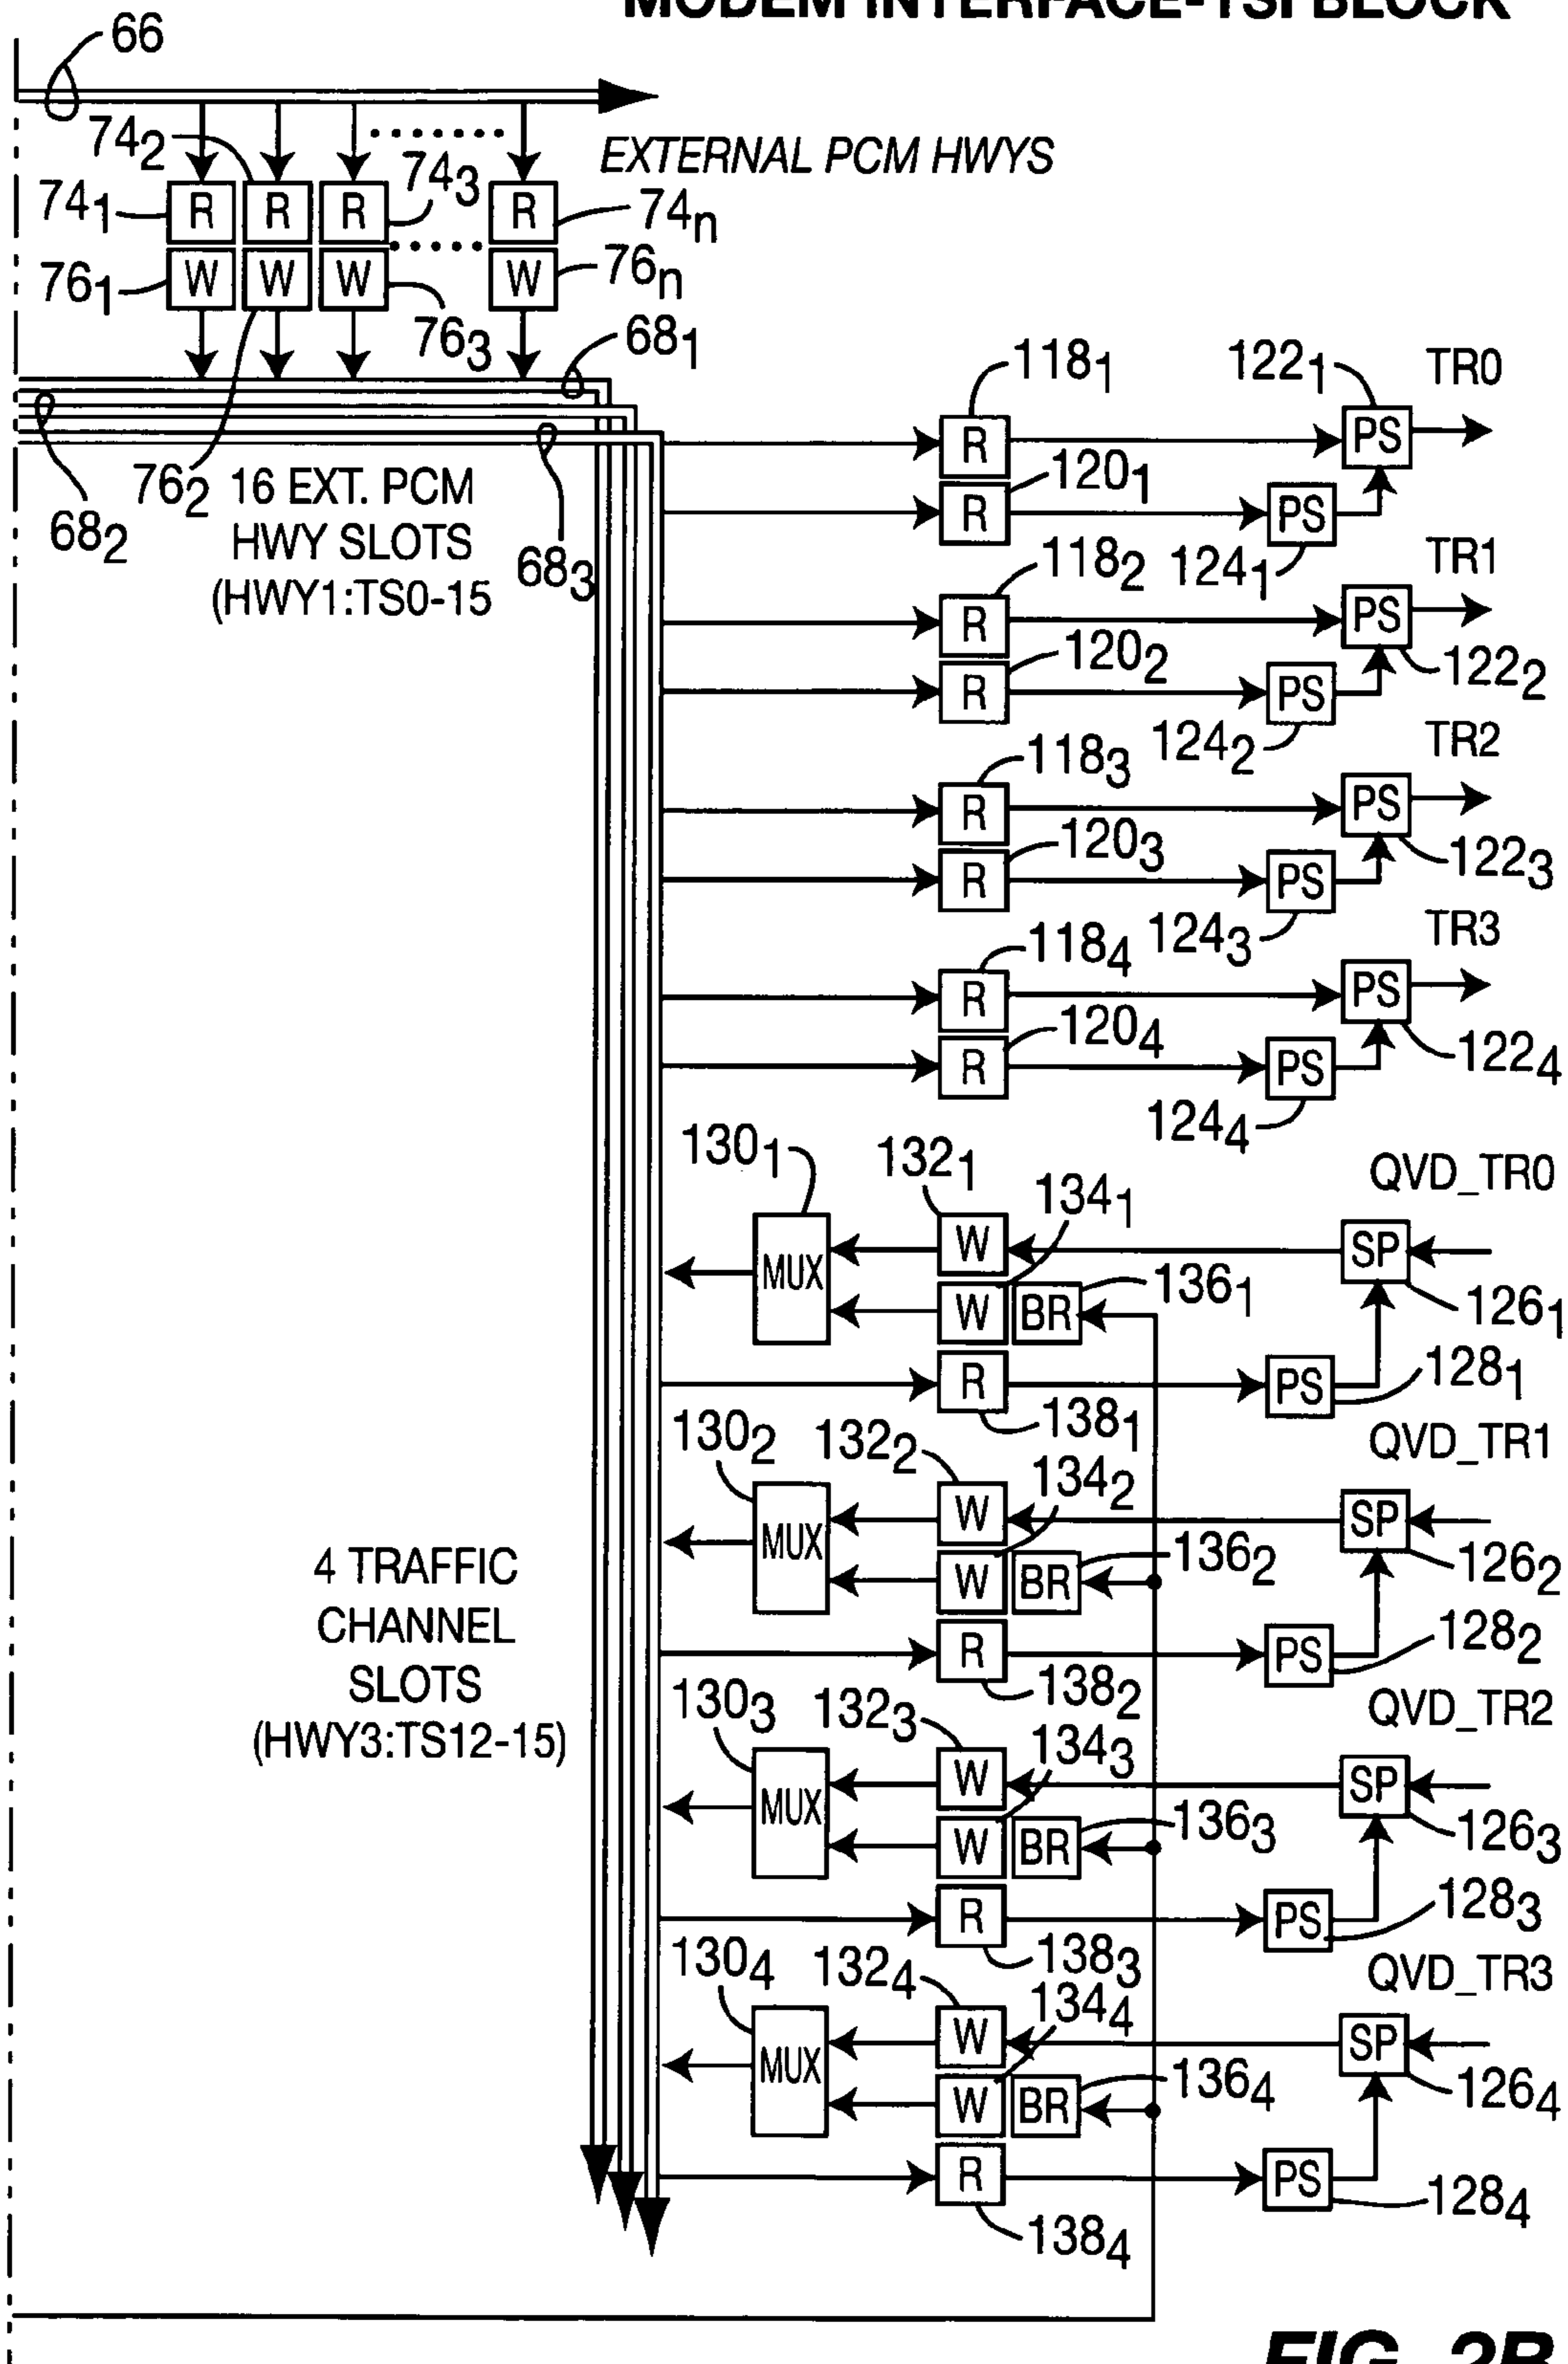 MODEM INTERFACE-TSI BLOCK
66
EXTERNAL PCM HWYS
74₂
74₁
R
R
R
74₃
R
74ₙ
76₁
W
W
W
W
76ₙ
76₃
68₁
68₂
76₂
16 EXT. PCM
HWY SLOTS
(HWY1:TS0-15
68₃
118₁
122₁
TR0
R
PS
120₁
R
PS
124₁
118₂
TR1
R
PS
120₂
122₂
R
PS
124₂
118₃
TR2
R
PS
120₃
122₃
R
PS
124₃
118₄
TR3
R
PS
120₄
122₄
R
PS
124₄
130₁
132₁
134₁
QVD_TR0
MUX
W
SP
W
BR
136₁
126₁
R
PS
128₁
138₁
130₂
132₂
134₂
QVD_TR1
MUX
W
SP
W
BR
136₂
126₂
R
PS
128₂
138₂
4 TRAFFIC
CHANNEL
SLOTS
(HWY3:TS12-15)
130₃
132₃
134₃
QVD_TR2
MUX
W
SP
W
BR
136₃
126₃
R
PS
128₃
138₃
130₄
132₄
134₄
QVD_TR3
MUX
W
SP
W
BR
136₄
126₄
R
PS
128₄
138₄
FIG. 2B